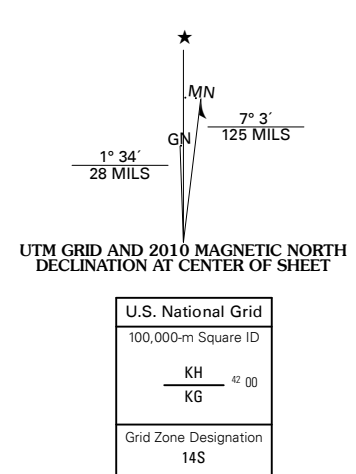 ★
MN
GN
7° 3´
125 MILS
1° 34´
28 MILS
UTM GRID AND 2010 MAGNETIC NORTH
DECLINATION AT CENTER OF SHEET
U.S. National Grid
100,000-m Square ID
KH
42 00
KG
Grid Zone Designation
14S